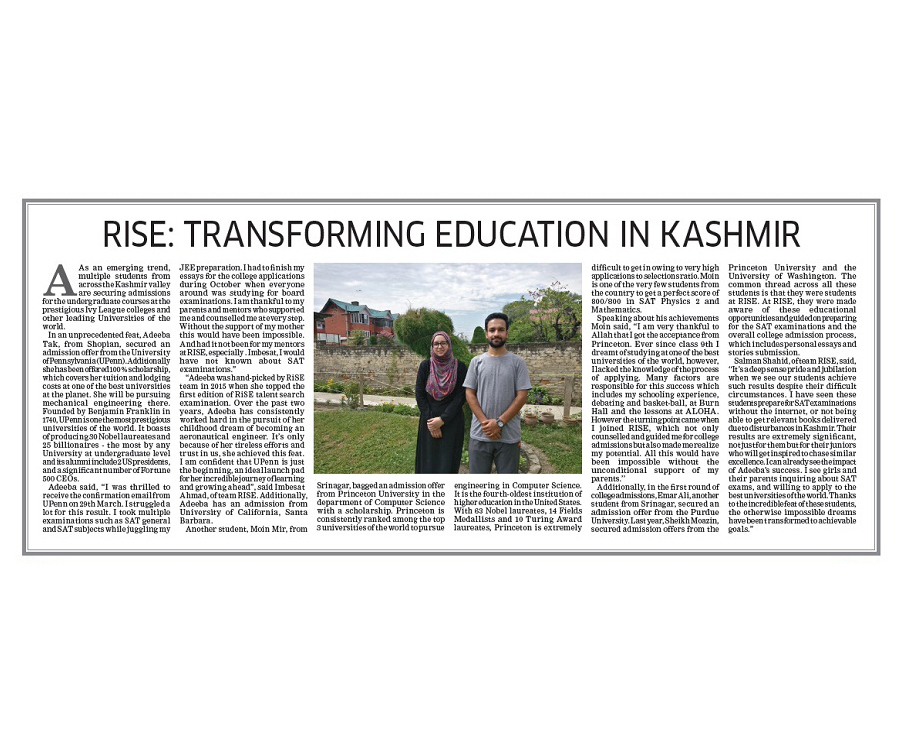 RISE: TRANSFORMING EDUCATION IN KASHMIR
A As an emerging trend,
multiple students from
across the Kashmir valley
are securing admissions
for the undergraduate courses at the
prestigious Ivy League colleges and
other leading Universities of the
world.
In an unprecedented feat, Adeeba
Tak, from Shopian, secured an
admission offer from the University
of Pennsylvania (UPenn). Additionally
she has been offered 100% scholarship,
which covers her tuition and lodging
costs at one of the best universities
at the planet. She will be pursuing
mechanical engineering there.
Founded by Benjamin Franklin in
1740, UPenn is one the most prestigious
universities of the world. It boasts
of producing 30 Nobel laureates and
25 billionaires - the most by any
University at undergraduate level
and its alumni include 2 US presidents,
and a significant number of Fortune
500 CEOs.
Adeeba said, "I was thrilled to
receive the confirmation email from
UPenn on 29th March. I struggled a
lot for this result. I took multiple
examinations such as SAT general
and SAT subjects while juggling my
JEE preparation. I had to finish my
essays for the college applications
during October when everyone
around was studying for board
examinations. I am thankful to my
parents and mentors who supported
me and counselled me at every step.
Without the support of my mother
this would have been impossible.
And had it not been for my mentors
at RISE, especially . Imbesat, I would
have not known about SAT
examinations."
"Adeeba was hand-picked by RiSE
team in 2015 when she topped the
first edition of RiSE talent search
examination. Over the past two
years, Adeeba has consistently
worked hard in the pursuit of her
childhood dream of becoming an
aeronautical engineer. It's only
because of her tireless efforts and
trust in us, she achieved this feat.
I am confident that UPenn is just
the beginning, an ideal launch pad
for her incredible journey of learning
and growing ahead", said Imbesat
Ahmad, of team RISE. Additionally,
Adeeba has an admission from
University of California, Santa
Barbara.
Another student, Moin Mir, from
Srinagar, bagged an admission offer
from Princeton University in the
department of Computer Science
with a scholarship. Princeton is
consistently ranked among the top
3 universities of the world to pursue
engineering in Computer Science.
It is the fourth-oldest institution of
higher education in the United States.
With 63 Nobel laureates, 14 Fields
Medallists and 10 Turing Award
laureates, Princeton is extremely
difficult to get in owing to very high
applications to selections ratio. Moin
is one of the very few students from
the country to get a perfect score of
800/800 in SAT Physics 2 and
Mathematics.
Speaking about his achievements
Moin said, "I am very thankful to
Allah that I got the acceptance from
Princeton. Ever since class 9th I
dreamt of studying at one of the best
universities of the world, however,
I lacked the knowledge of the process
of applying. Many factors are
responsible for this success which
includes my schooling experience,
debating and basket-ball, at Burn
Hall and the lessons at ALOHA.
However the turning point came when
I joined RISE, which not only
counselled and guided me for college
admissions but also made me realize
my potential. All this would have
been impossible without the
unconditional support of my
parents."
Additionally, in the first round of
college admissions, Emar Ali, another
student from Srinagar, secured an
admission offer from the Purdue
University. Last year, Sheikh Moazin,
secured admission offers from the
Princeton University and the
University of Washington. The
common thread across all these
students is that they were students
at RISE. At RISE, they were made
aware of these educational
opportunities and guided on preparing
for the SAT examinations and the
overall college admission process,
which includes personal essays and
stories submission.
Salman Shahid, of team RISE, said,
"It's a deep sense pride and jubilation
when we see our students achieve
such results despite their difficult
circumstances. I have seen these
students prepare for SAT examinations
without the internet, or not being
able to get relevant books delivered
due to disturbances in Kashmir. Their
results are extremely significant,
not just for them but for their juniors
who will get inspired to chase similar
excellence. I can already see the impact
of Adeeba's success. I see girls and
their parents inquiring about SAT
exams, and willing to apply to the
best universities of the world. Thanks
to the incredible feat of these students,
the otherwise impossible dreams
have been transformed to achievable
goals."